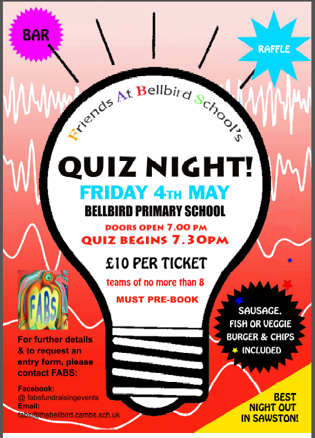 BAR
RAFFLE
Friends At Bellbird School's
QUIZ NIGHT!
FRIDAY 4TH MAY
BELLBIRD PRIMARY SCHOOL
DOORS OPEN 7.00 PM
QUIZ BEGINS 7.30PM
£10 PER TICKET
teams of no more than 8
MUST PRE-BOOK
FABS
For further details
& to request an
entry form, please
contact FABS:
Facebook:
@ fabsfundraisingevents
Email:
fabs@thebellbird.cambs.sch.uk
SAUSAGE,
FISH OR VEGGIE
BURGER & CHIPS
INCLUDED
BEST
NIGHT OUT
IN SAWSTON!